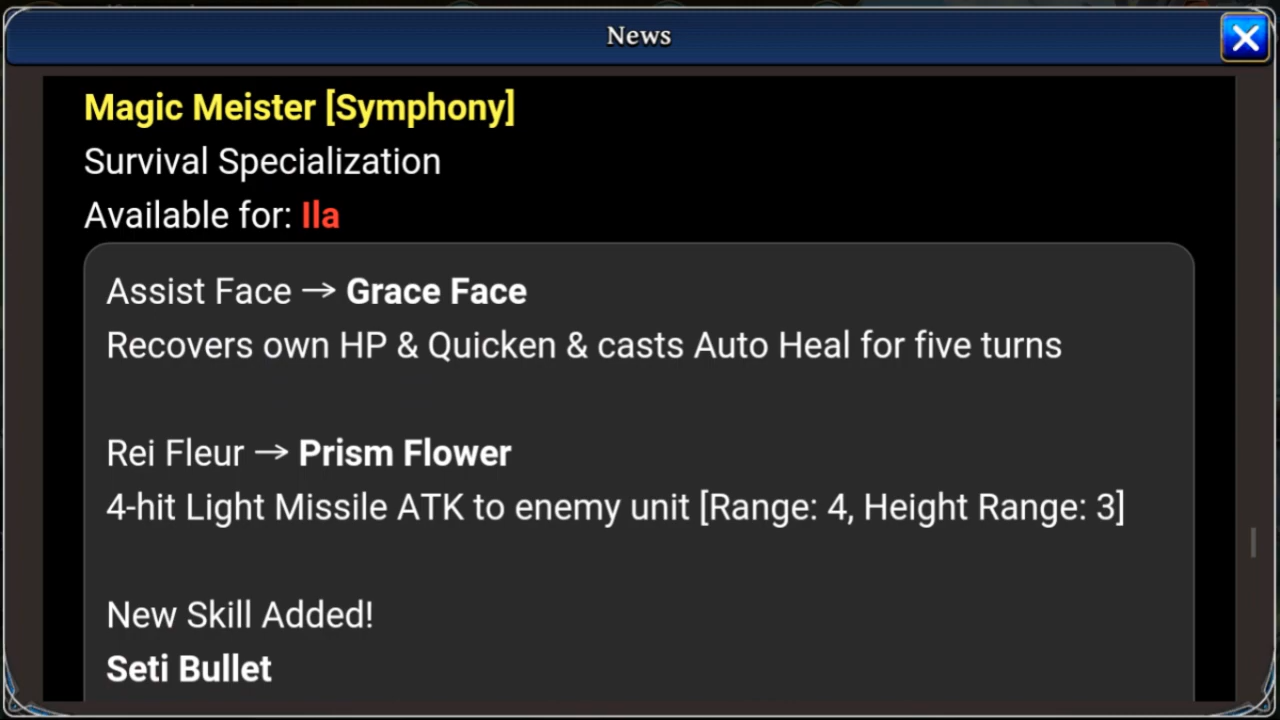 News
Magic Meister [Symphony]
Survival Specialization
Available for: Ila
Assist Face → Grace Face
Recovers own HP & Quicken & casts Auto Heal for five turns
Rei Fleur → Prism Flower
4-hit Light Missile ATK to enemy unit [Range: 4, Height Range: 3]
New Skill Added!
Seti Bullet